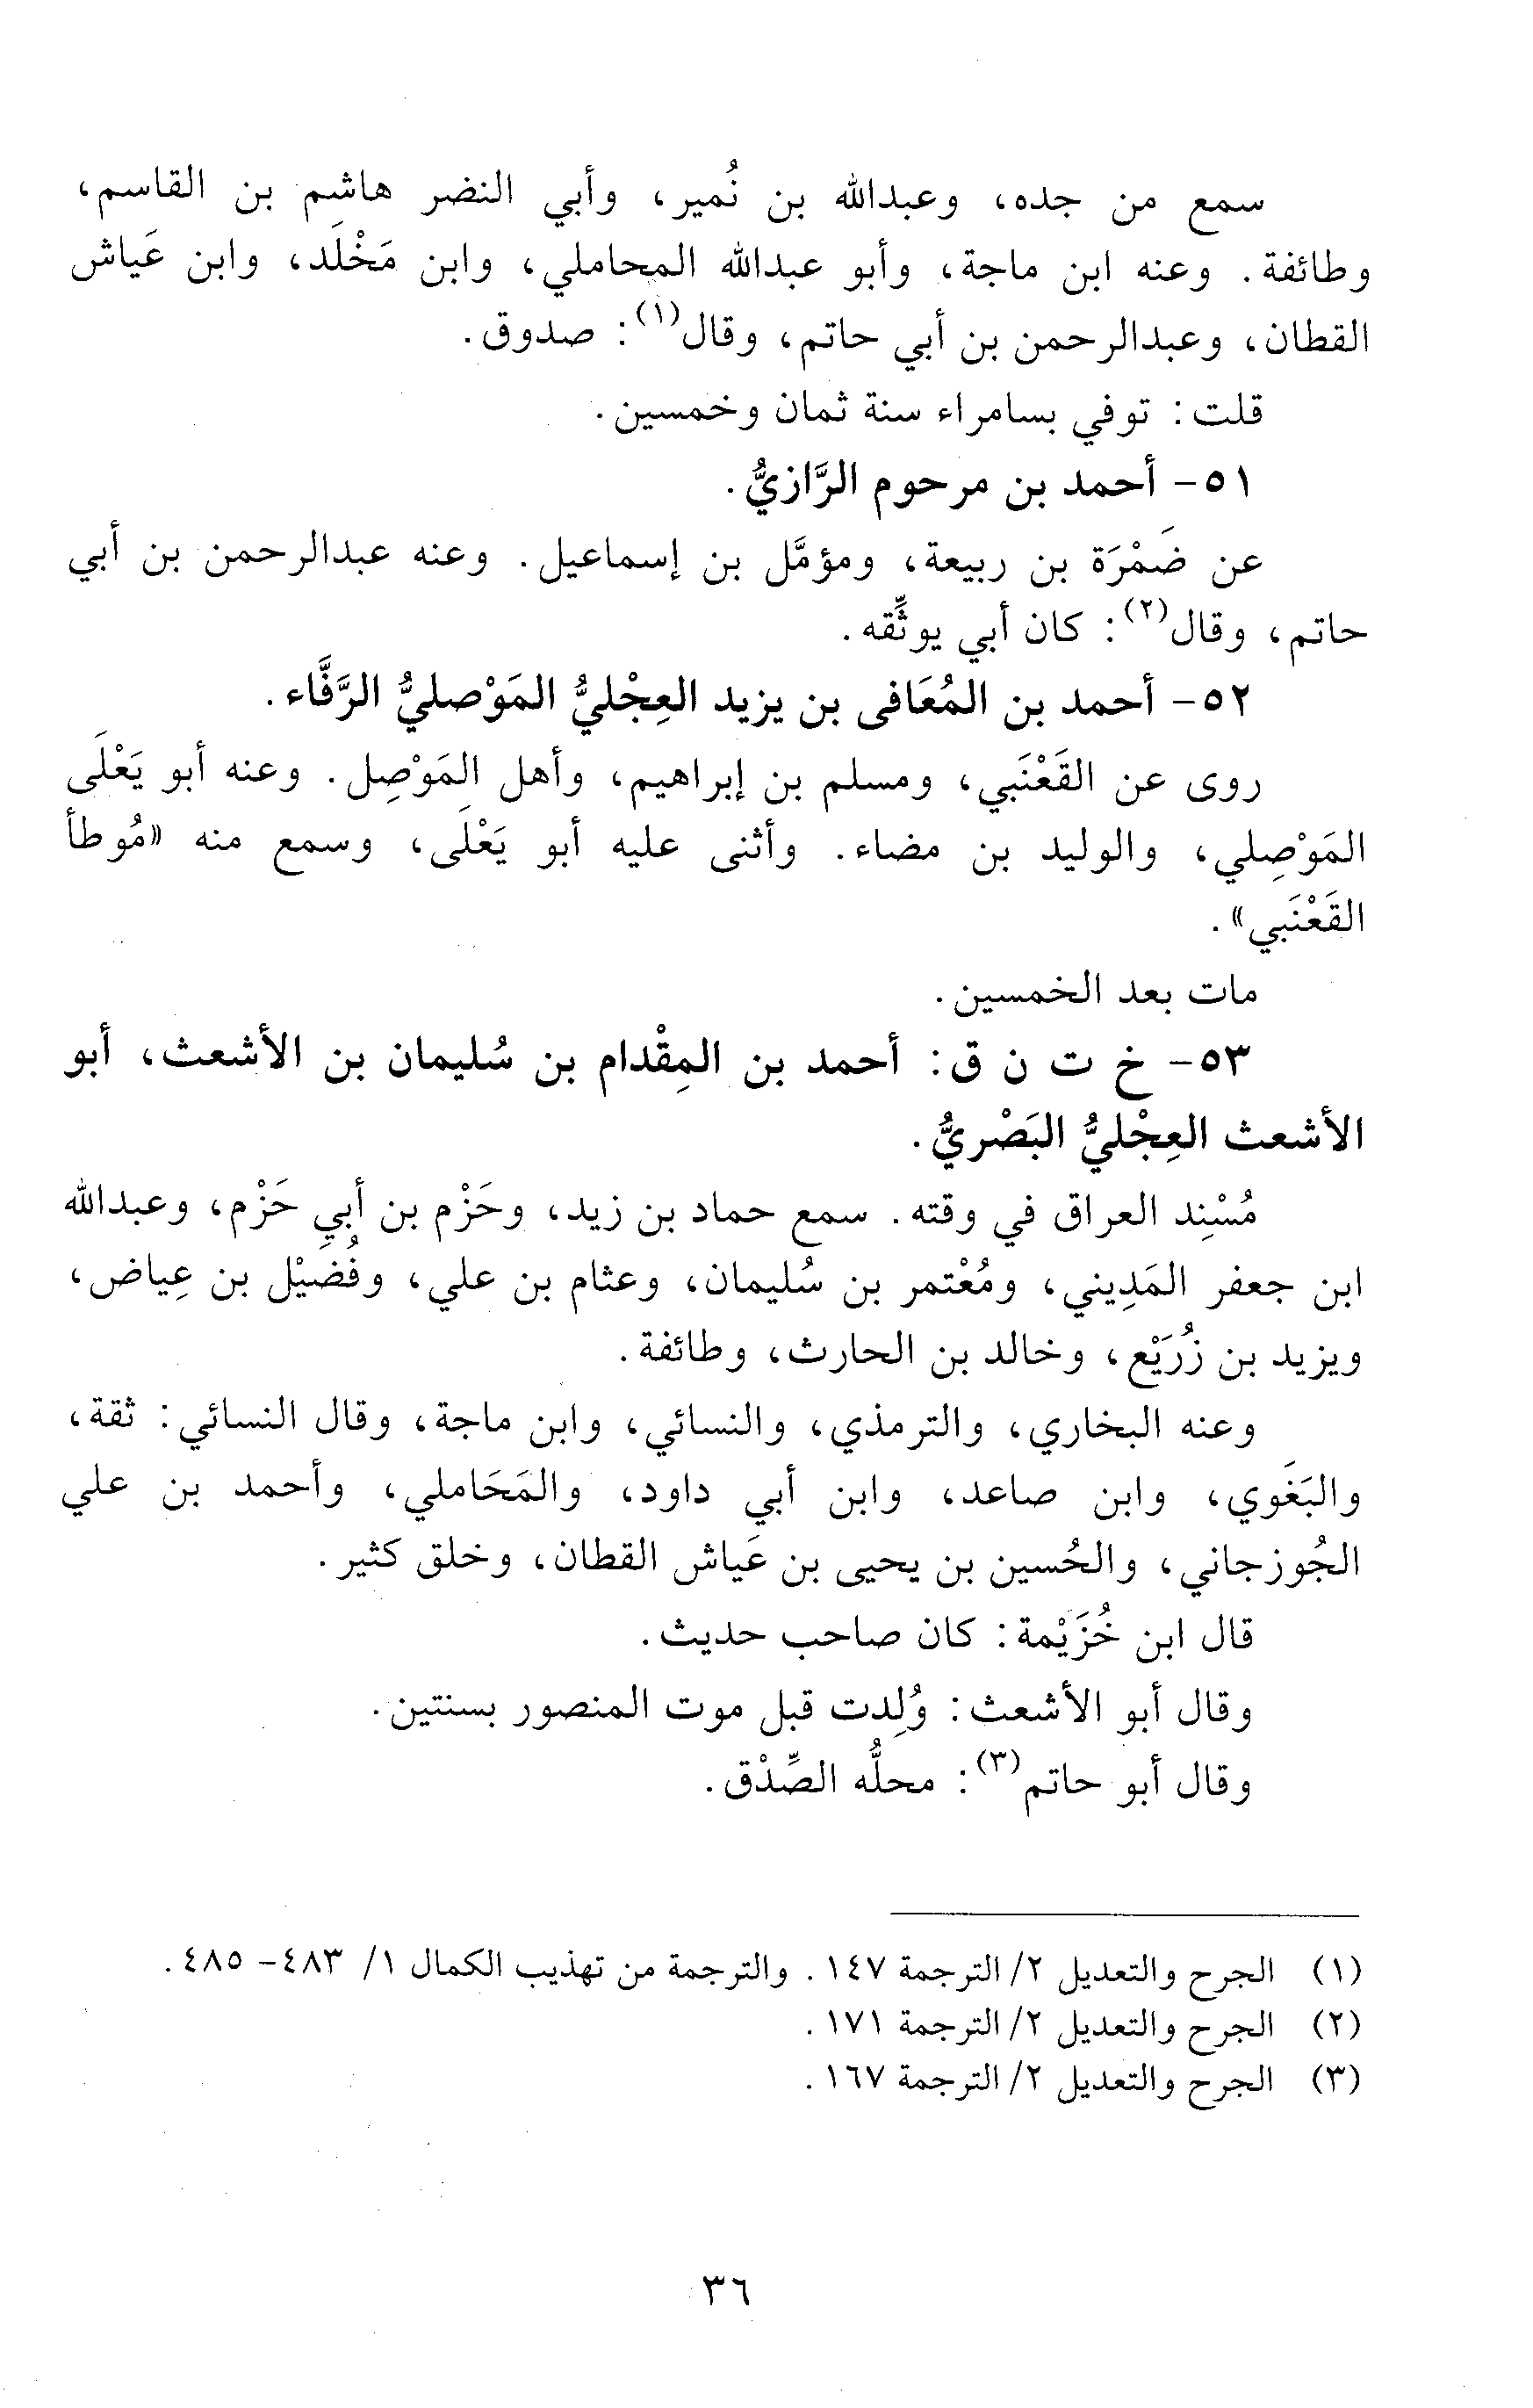 سمع من جده، وعبدالله بن نُمير، وأبي النضر هاشم بن القاسم،
وطائفة. وعنه ابن ماجة، وأبو عبدالله المحاملي، وابن مَخْلَد، وابن عَياش
القطان، وعبدالرحمن بن أبي حاتم، وقال(١): صدوق.
قلت: توفي بسامراء سنة ثمان وخمسين.
٥١- أحمد بن مرحوم الرَّازيُّ.
عن ضَمْرَة بن ربيعة، ومؤمَّل بن إسماعيل. وعنه عبدالرحمن بن أبي
حاتم، وقال(٢): كان أبي يوثِّقه.
٥٢- أحمد بن المُعَافى بن يزيد العِجْليُّ المَوْصليُّ الرَّفَّاء.
روى عن القَعْنَبي، ومسلم بن إبراهيم، وأهل المَوْصِل. وعنه أبو يَعْلَى
المَوْصِلي، والوليد بن مضاء. وأثنى عليه أبو يَعْلَى، وسمع منه «مُوطأ
القَعْنَبي».
مات بعد الخمسين.
٥٣- خ ت ن ق: أحمد بن المِقْدام بن سُليمان بن الأشعث، أبو
الأشعث العِجْليُّ البَصْريُّ.
مُسْنِد العراق في وقته. سمع حماد بن زيد، وحَزْم بن أبي حَزْم، وعبدالله
ابن جعفر المَدِيني، ومُعْتمر بن سُليمان، وعثام بن علي، وفُضَيْل بن عِياض،
ويزيد بن زُرَيْع، وخالد بن الحارث، وطائفة.
وعنه البخاري، والترمذي، والنسائي، وابن ماجة، وقال النسائي: ثقة،
والبَغَوي، وابن صاعد، وابن أبي داود، والمَحَاملي، وأحمد بن علي
الجُوزجاني، والحُسين بن يحيى بن عَياش القطان، وخلق كثير.
قال ابن خُزَيْمة: كان صاحب حديث.
وقال أبو الأشعث: وُلِدت قبل موت المنصور بسنتين.
وقال أبو حاتم(٣): محلُّه الصِّدْق.
(١) الجرح والتعديل ٢/ الترجمة ١٤٧. والترجمة من تهذيب الكمال ١/ ٤٨٣- ٤٨٥.
(٢) الجرح والتعديل ٢/ الترجمة ١٧١.
(٣) الجرح والتعديل ٢/ الترجمة ١٦٧.
٣٦